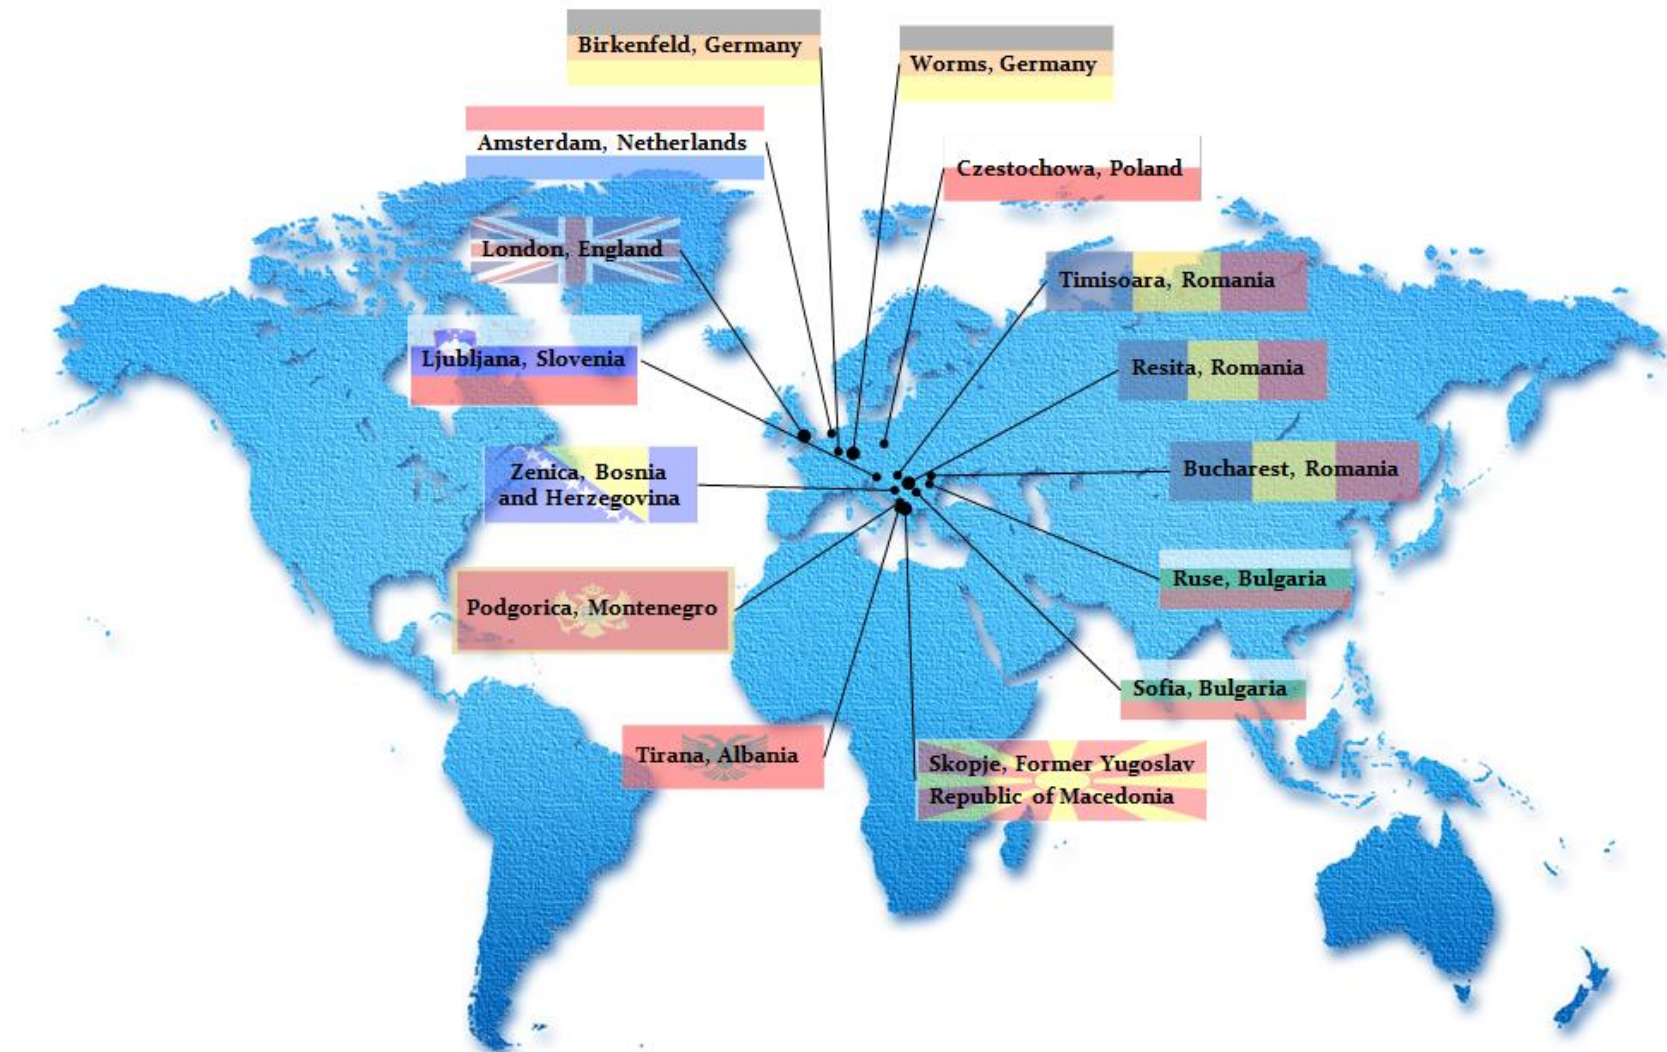 Birkenfeld, Germany
Worms, Germany
Amsterdam, Netherlands
Czestochowa, Poland
London, England
Timisoara, Romania
Ljubljana, Slovenia
Resita, Romania
Zenica, Bosnia
and Herzegovina
Bucharest, Romania
Ruse, Bulgaria
Podgorica, Montenegro
Sofia, Bulgaria
Tirana, Albania
Skopje, Former Yugoslav
Republic of Macedonia